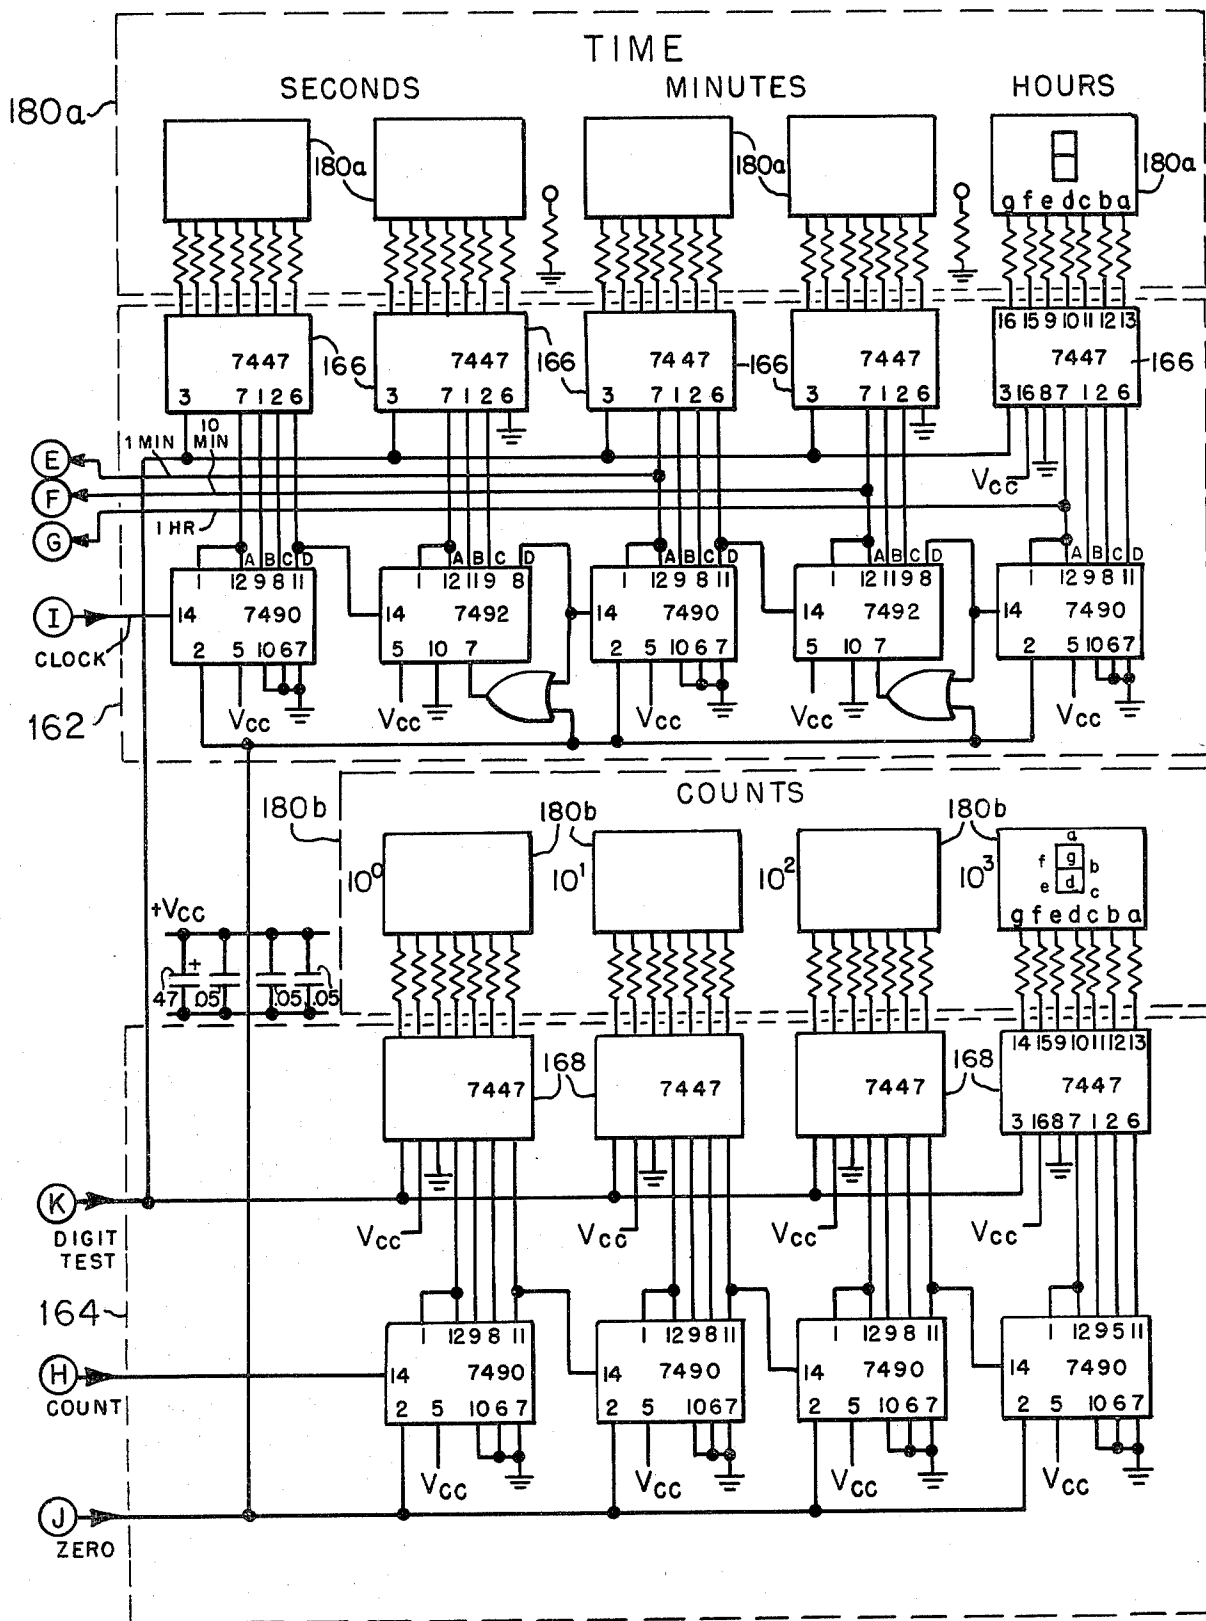 TIME
SECONDS MINUTES HOURS
180a
180a 180a 180a
g f e d c b a
16 15 9 10 11 12 13
7447 7447 7447 7447 7447
166 166 166 166
3 7 1 2 6 3 7 1 2 6 3 7 1 2 6 3 7 1 2 6 3 16 8 7 1 2 6
E 1 MIN 10 MIN
F
VCC
G 1 HR
A B C D A B C D A B C D A B C D A B C D
1 12 9 8 11 1 12 11 9 8 1 12 9 8 11 1 12 11 9 8 1 12 9 8 11
I 14 7490 14 7492 14 7490 14 7492 14 7490
CLOCK 2 5 10 6 7 5 10 7 2 5 10 6 7 5 10 7 2 5 10 6 7
162 VCC VCC VCC VCC VCC
COUNTS
180b 180b 180b
10⁰ 10¹ 10² 10³
a
f g b
e d c
g f e d c b a
+VCC
+
.47 .05 .05 .05
14 15 9 10 11 12 13
168 168
7447 7447 7447 7447
3 16 8 7 1 2 6
K
DIGIT
TEST
VCC VCC VCC VCC
164
1 12 9 8 11 1 12 9 8 11 1 12 9 8 11 1 12 9 5 11
H 14 7490 14 7490 14 7490 14 7490
COUNT 2 5 10 6 7 2 5 10 6 7 2 5 10 6 7 2 5 10 6 7
VCC VCC VCC VCC
J
ZERO